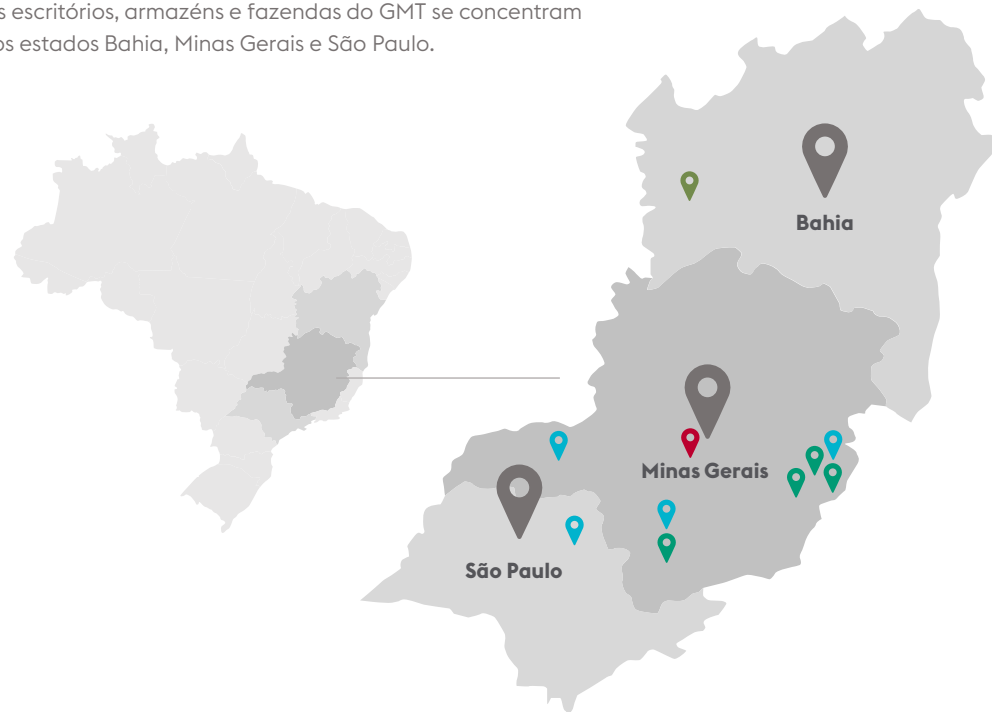 s escritórios, armazéns e fazendas do GMT se concentram
os estados Bahia, Minas Gerais e São Paulo.
Bahia
Minas Gerais
São Paulo